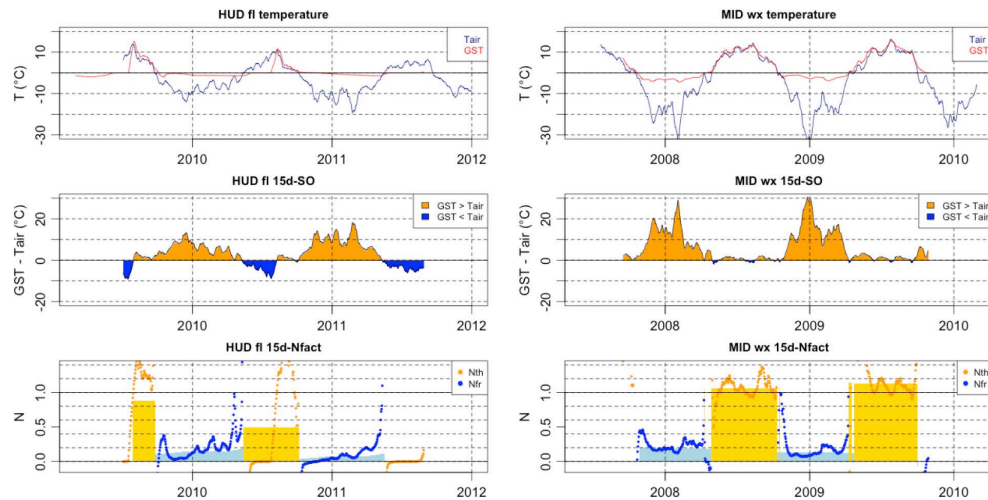 HUD fl temperature
T (°C)
10
-10
-30
Tair
GST
2010
2011
2012
MID wx temperature
T (°C)
10
-10
-30
Tair
GST
2008
2009
2010
HUD fl 15d-SO
GST - Tair (°C)
20
0
-20
GST > Tair
GST < Tair
2010
2011
2012
MID wx 15d-SO
GST - Tair (°C)
20
0
-20
GST > Tair
GST < Tair
2008
2009
2010
HUD fl 15d-Nfact
N
1.0
0.5
0.0
Nth
Nfr
2010
2011
2012
MID wx 15d-Nfact
N
1.0
0.5
0.0
Nth
Nfr
2008
2009
2010